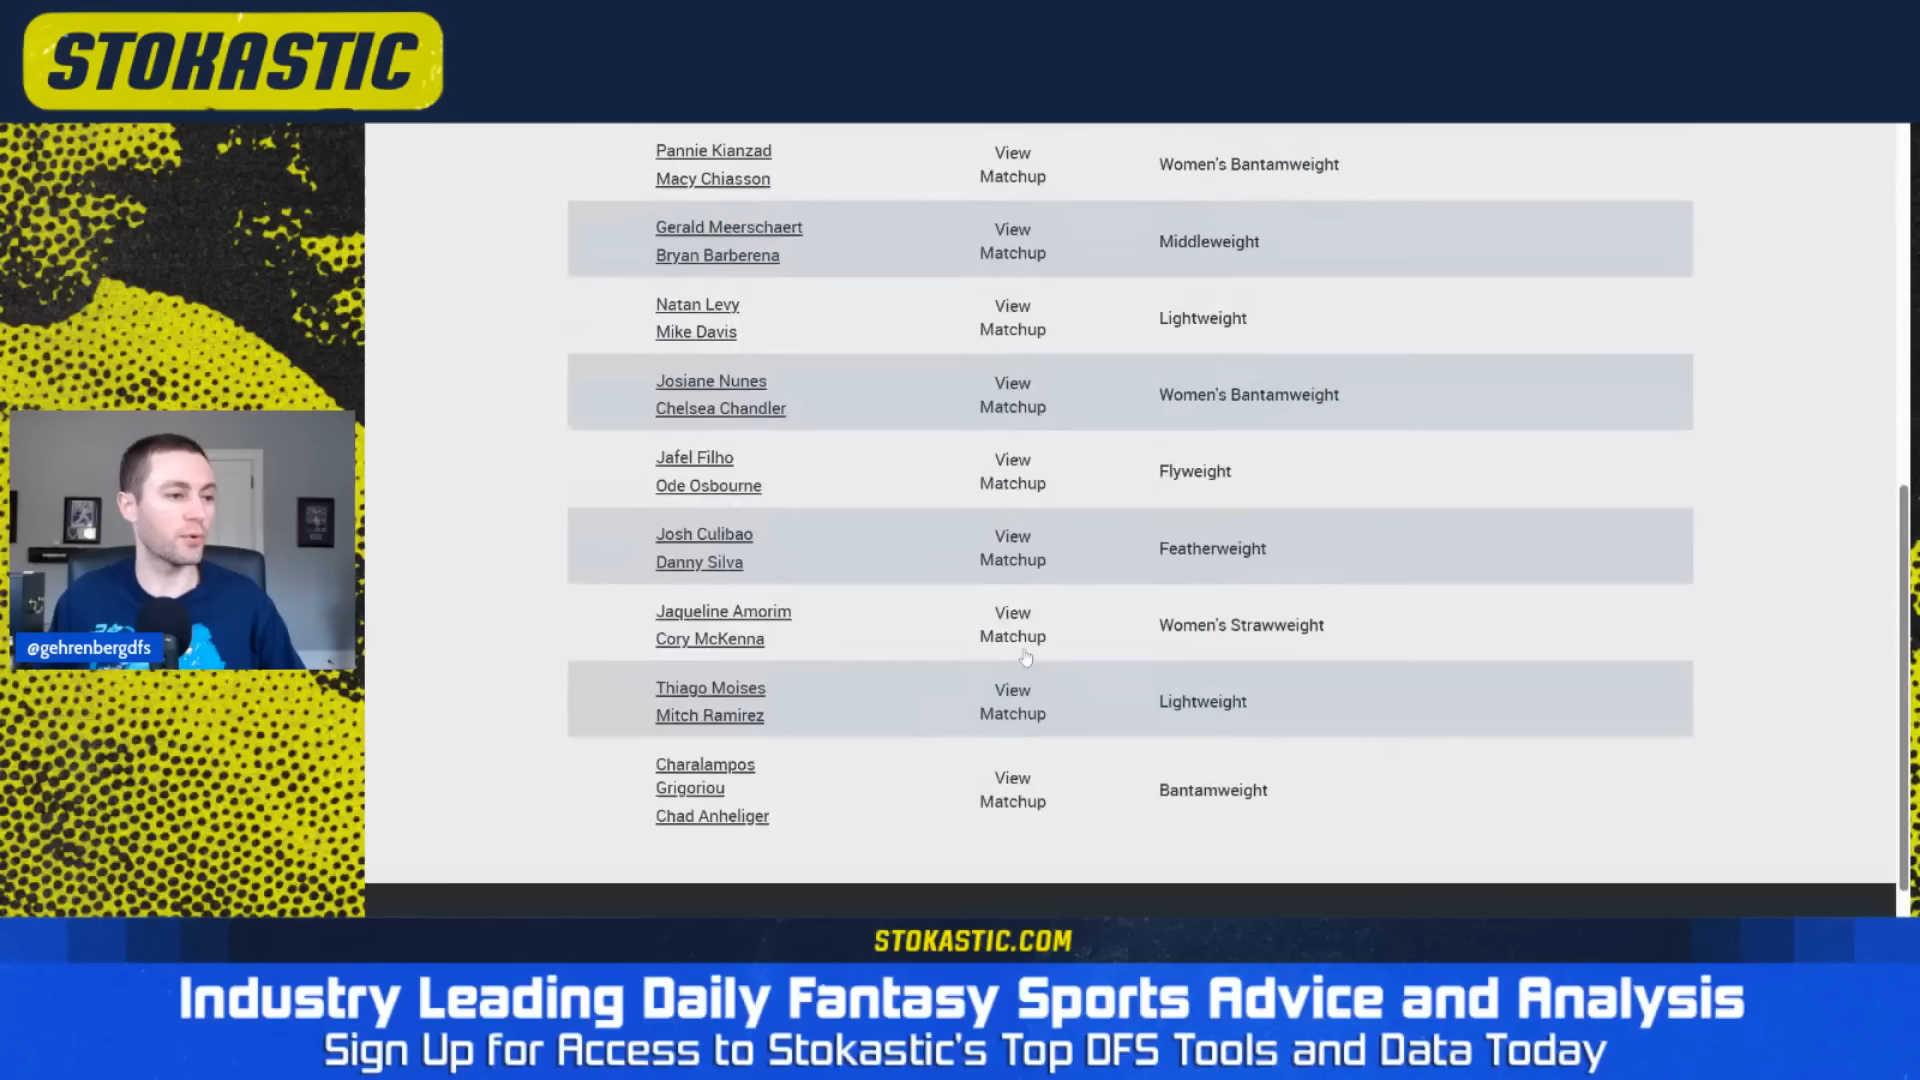 STOKASTIC
Pannie Kianzad
Macy Chiasson
View
Matchup
Women's Bantamweight
Gerald Meerschaert
Bryan Barberena
View
Matchup
Middleweight
Natan Levy
Mike Davis
View
Matchup
Lightweight
Josiane Nunes
Chelsea Chandler
View
Matchup
Women's Bantamweight
Jafel Filho
Ode Osbourne
View
Matchup
Flyweight
Josh Culibao
Danny Silva
View
Matchup
Featherweight
Jaqueline Amorim
Cory McKenna
View
Matchup
Women's Strawweight
Thiago Moises
Mitch Ramirez
View
Matchup
Lightweight
Charalampos
Grigoriou
Chad Anheliger
View
Matchup
Bantamweight
@gehrenbergdfs
STOKASTIC.COM
Industry Leading Daily Fantasy Sports Advice and Analysis
Sign Up for Access to Stokastic's Top DFS Tools and Data Today